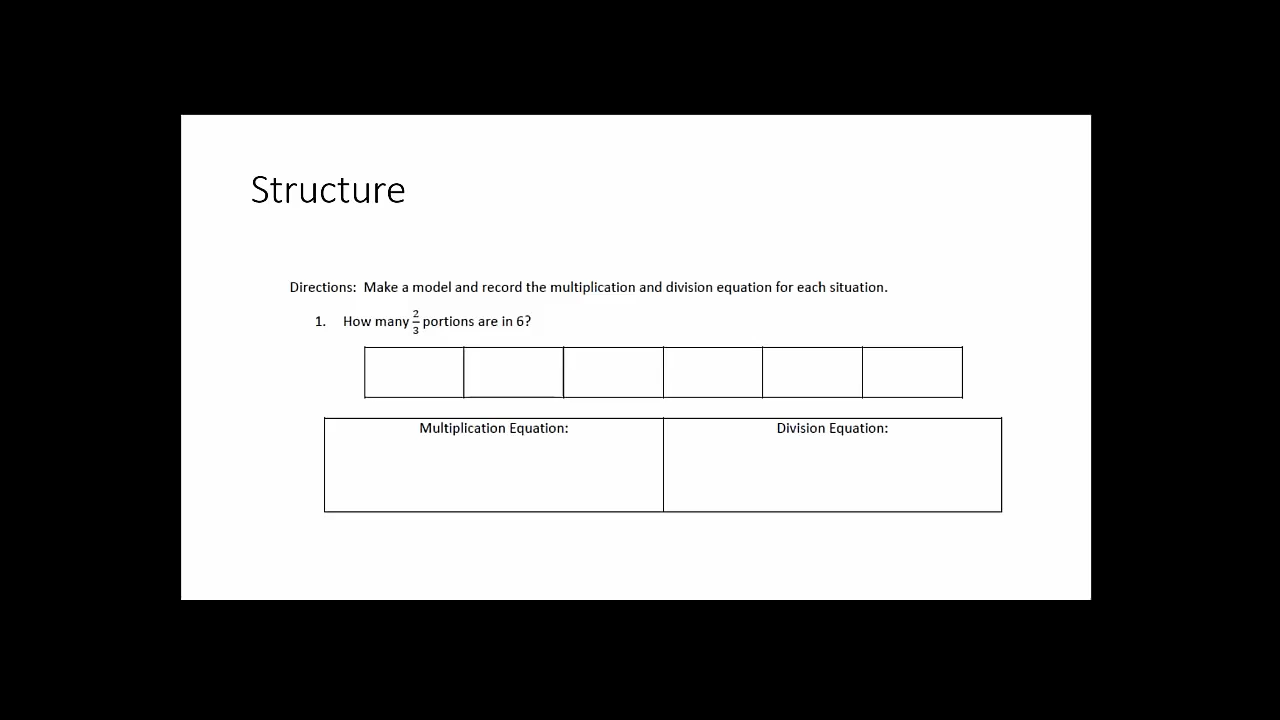 Structure
Directions: Make a model and record the multiplication and division equation for each situation.
1. How many 2/3 portions are in 6?
Multiplication Equation: Division Equation: